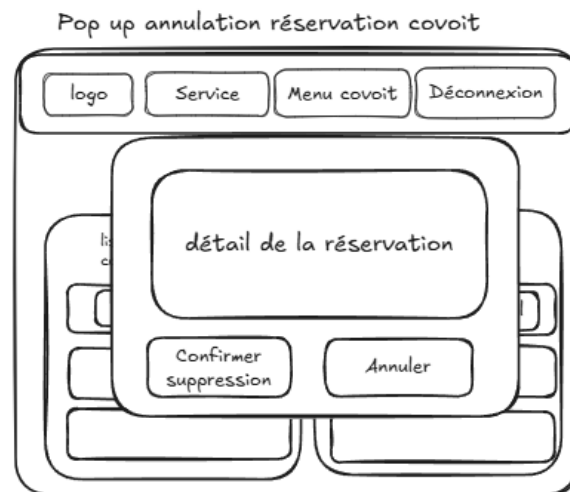 Pop up annulation réservation covoit
logo
Service
Menu covoit
Déconnexion
détail de la réservation
Confirmer
suppression
Annuler